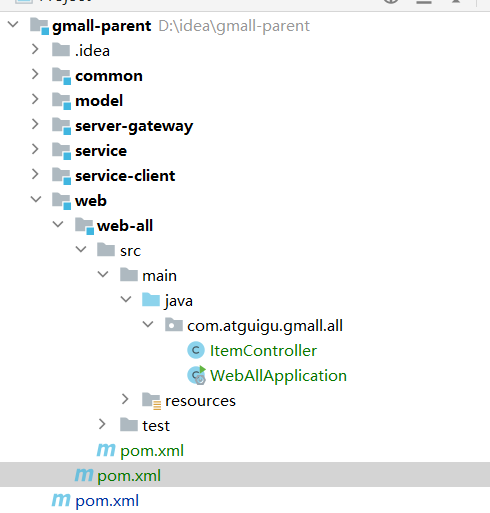 gmall-parent D:\idea\gmall-parent
.idea
common
model
server-gateway
service
service-client
web
web-all
src
main
java
com.atguigu.gmall.all
ItemController
WebAllApplication
resources
test
pom.xml
pom.xml
pom.xml